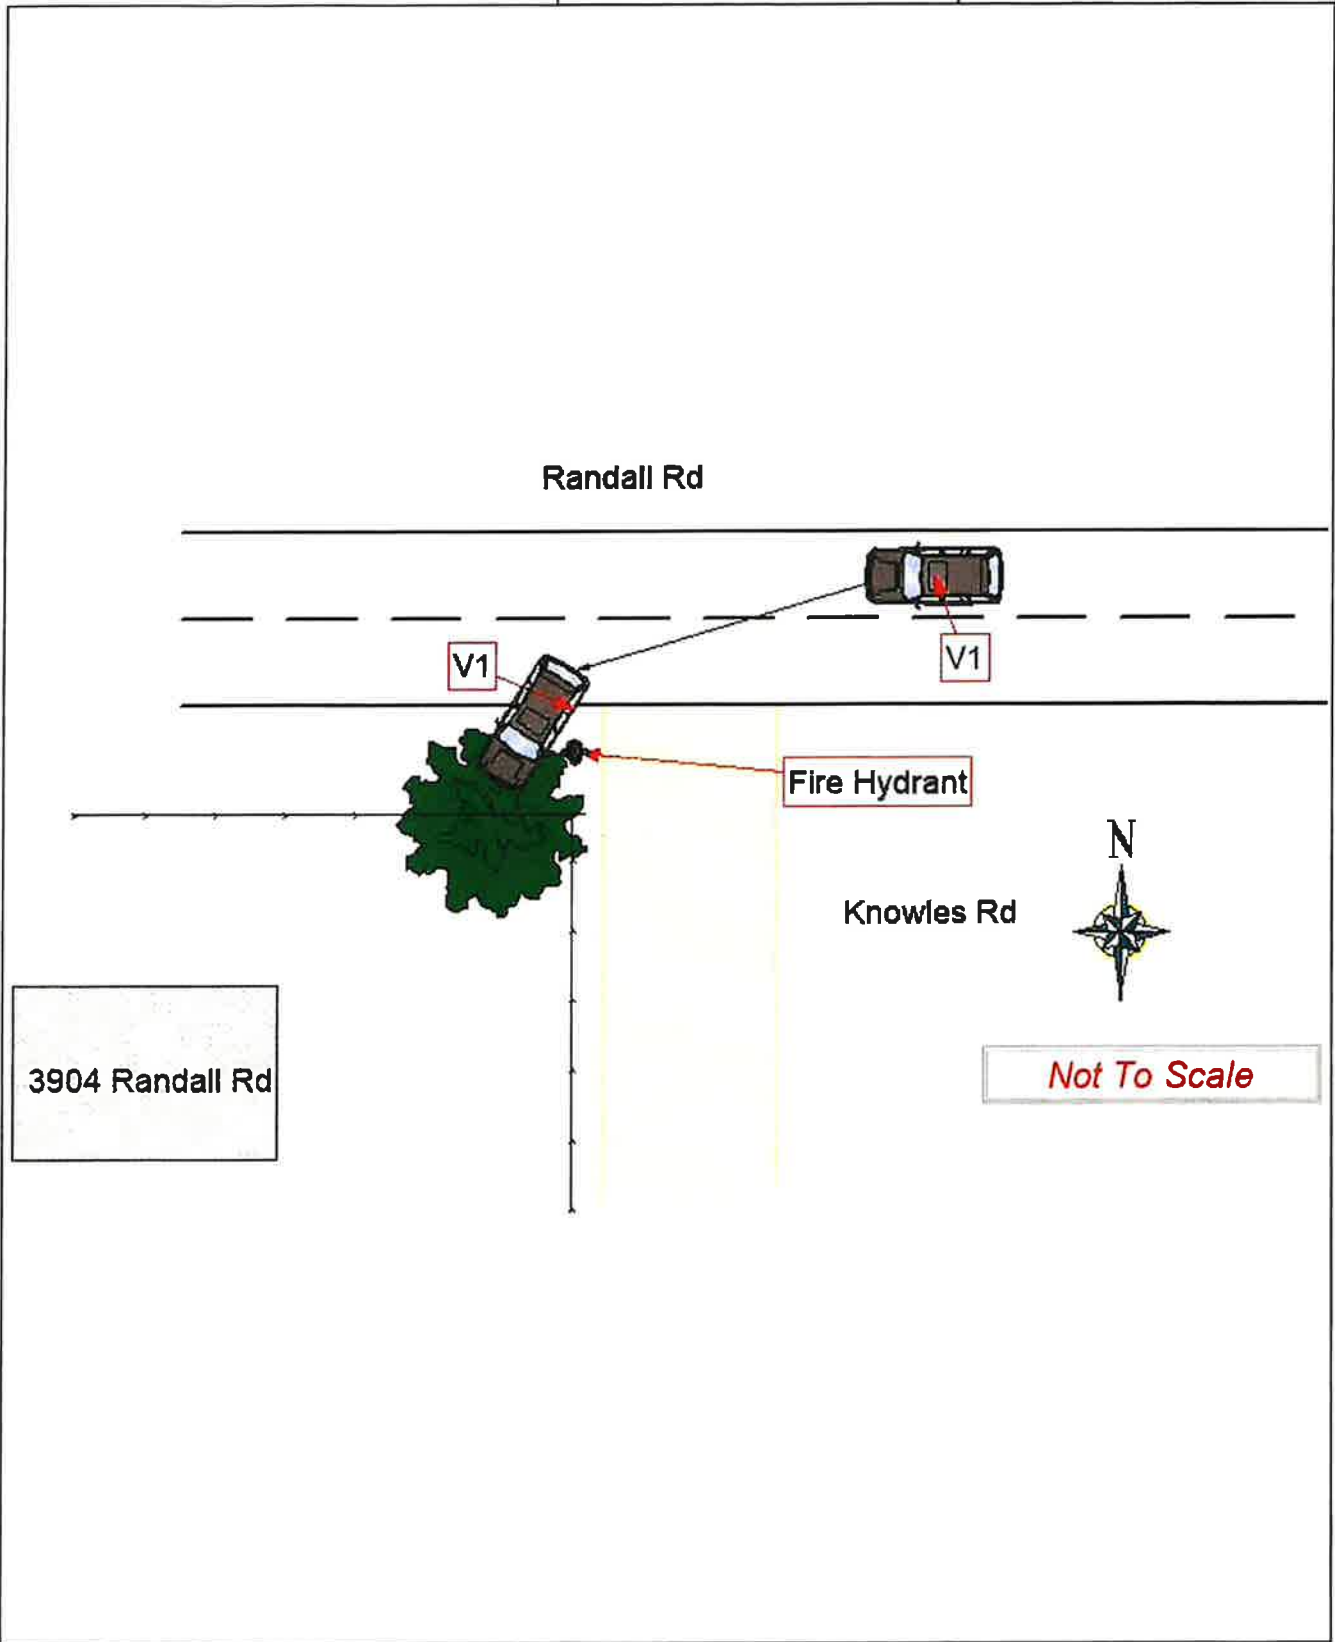 Randall Rd
V1
V1
Fire Hydrant
N
Knowles Rd
3904 Randall Rd
Not To Scale